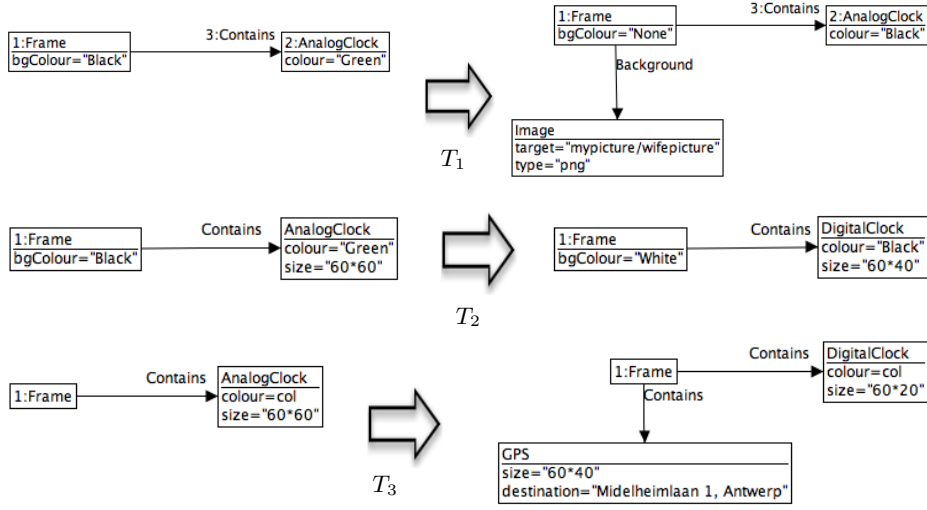 1:Frame
bgColour="Black"
3:Contains
2:AnalogClock
colour="Green"
T1
1:Frame
bgColour="None"
3:Contains
2:AnalogClock
colour="Black"
Background
Image
target="mypicture/wifepicture"
type="png"
1:Frame
bgColour="Black"
Contains
AnalogClock
colour="Green"
size="60*60"
T2
1:Frame
bgColour="White"
Contains
DigitalClock
colour="Black"
size="60*40"
1:Frame
Contains
AnalogClock
colour=col
size="60*60"
T3
1:Frame
Contains
DigitalClock
colour=col
size="60*20"
Contains
GPS
size="60*40"
destination="Midelheimlaan 1, Antwerp"